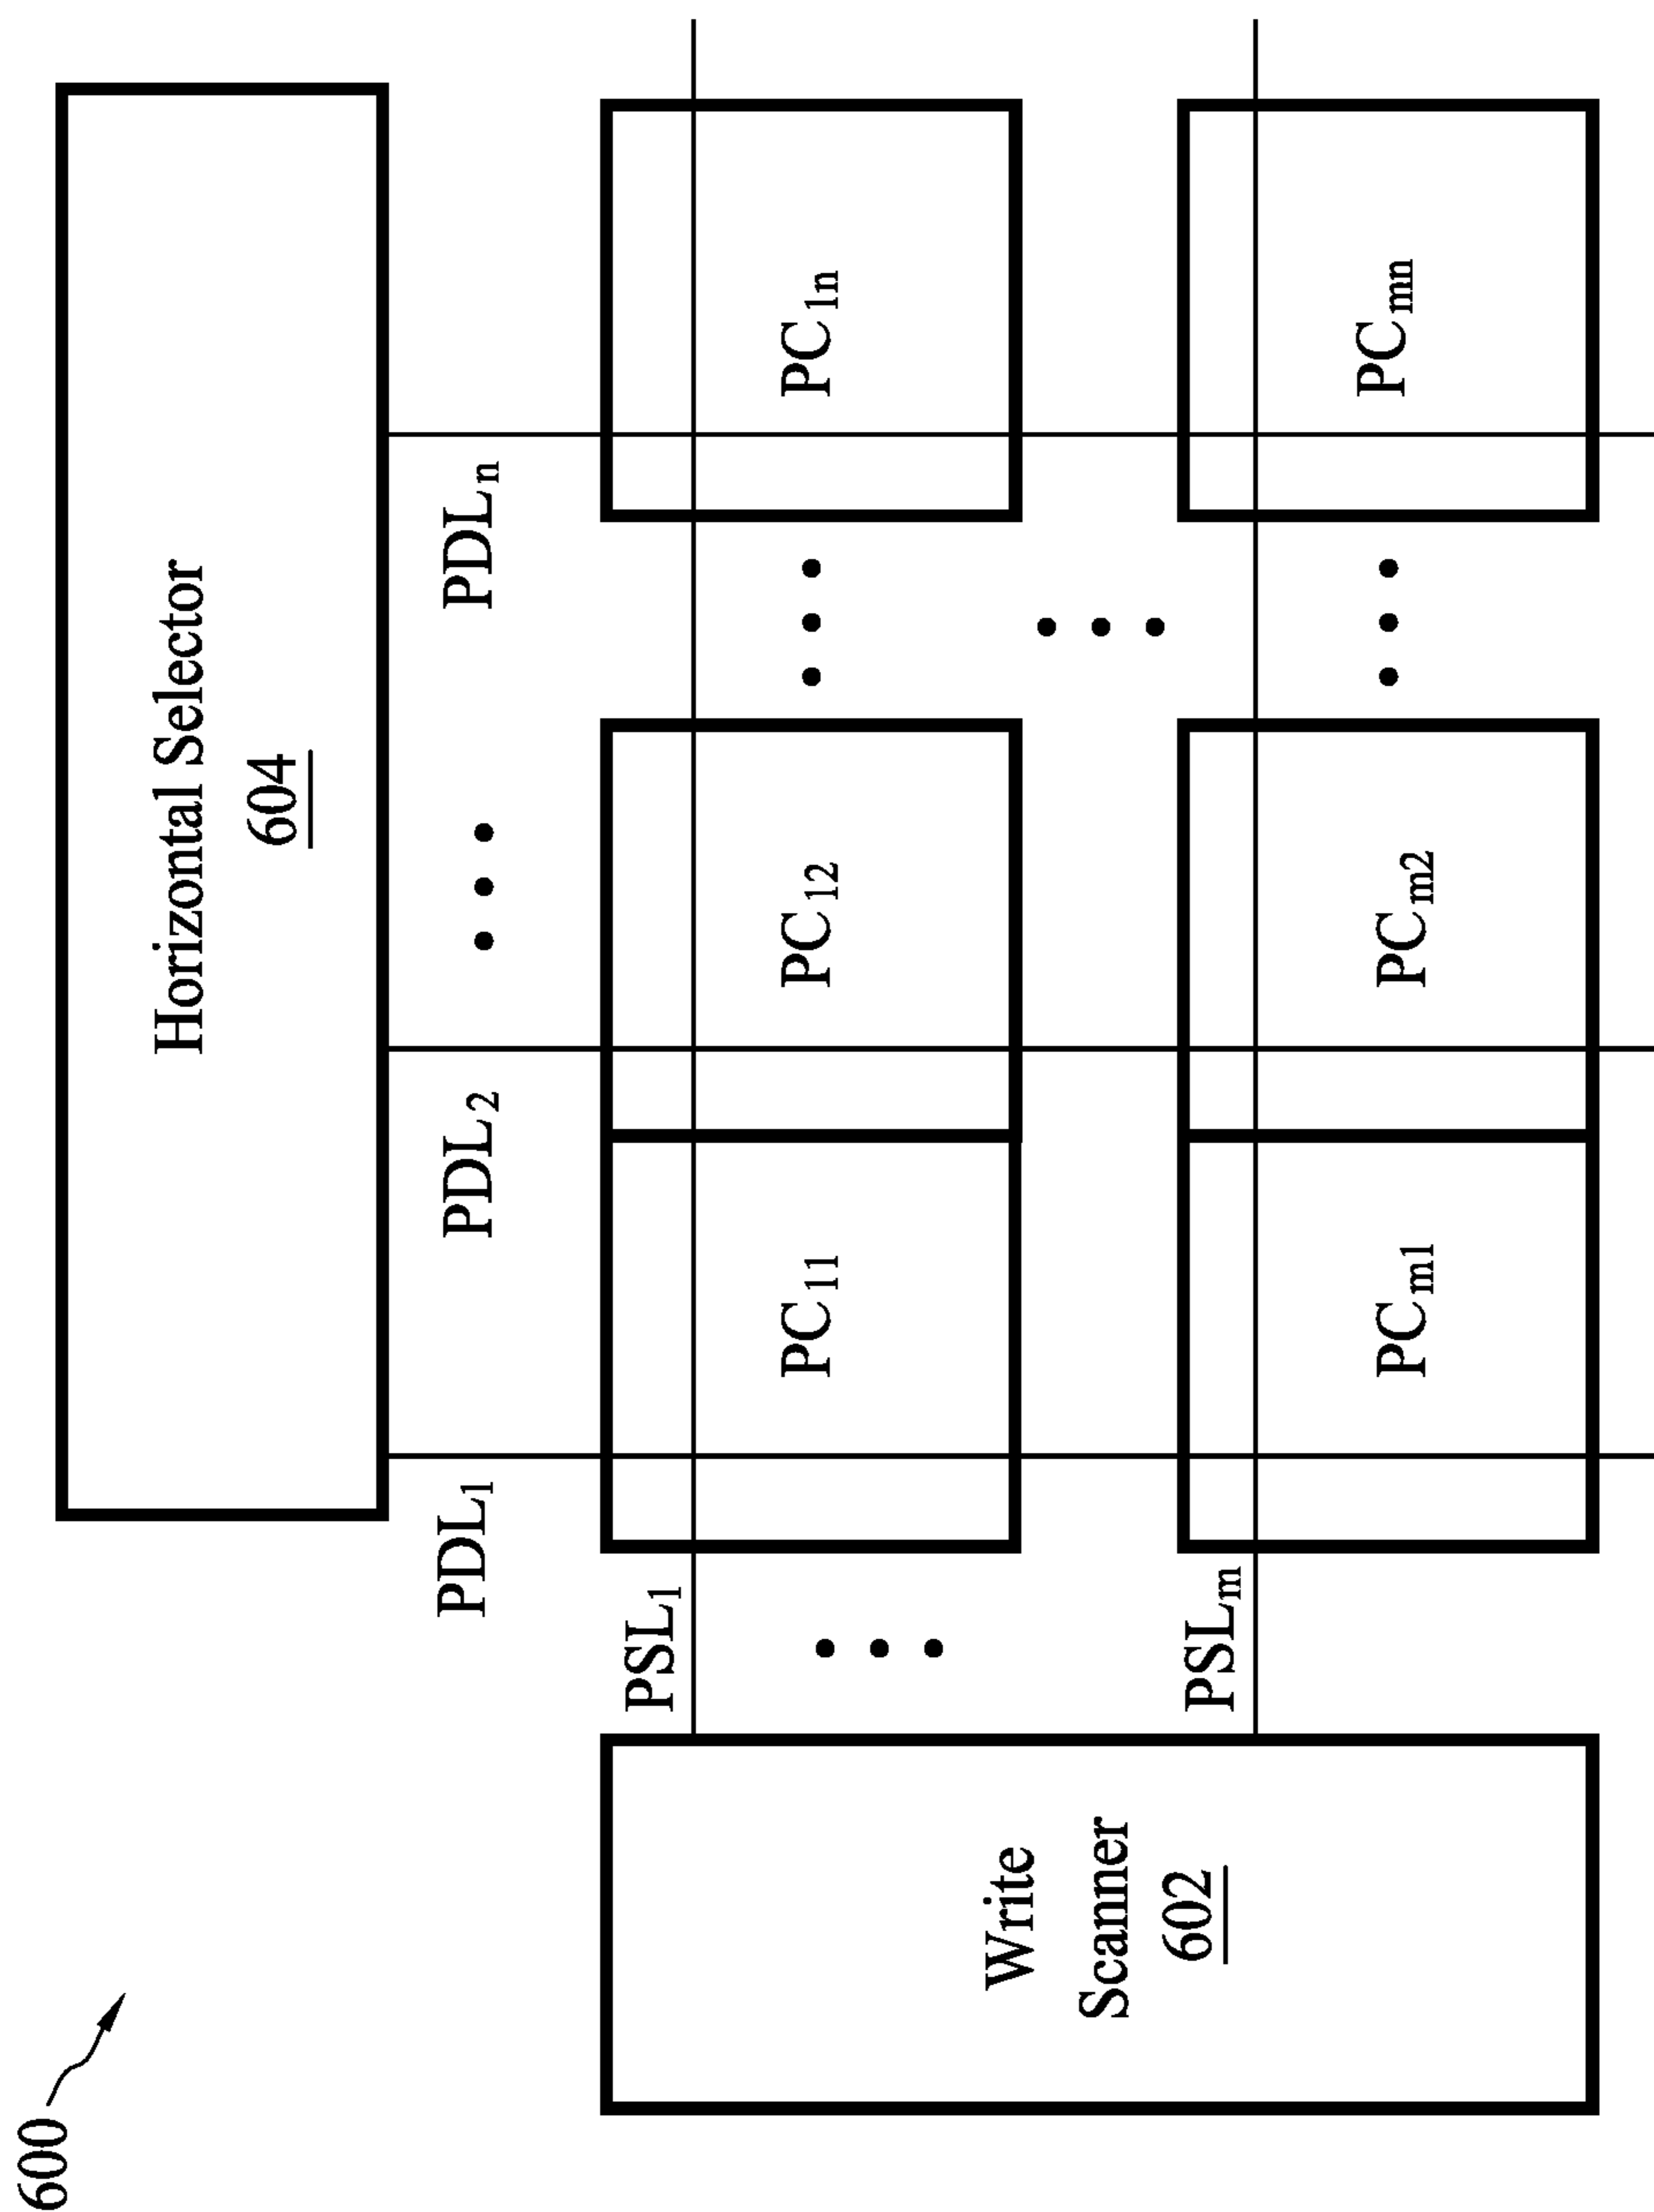 600
Horizontal Selector
604
PDL₁ PDL₂ PDLₙ
PSL₁
PC₁₁ PC₁₂ PC₁ₙ
Write
Scanner
602
PSLₘ
PCₘ₁ PCₘ₂ PCₘₙ